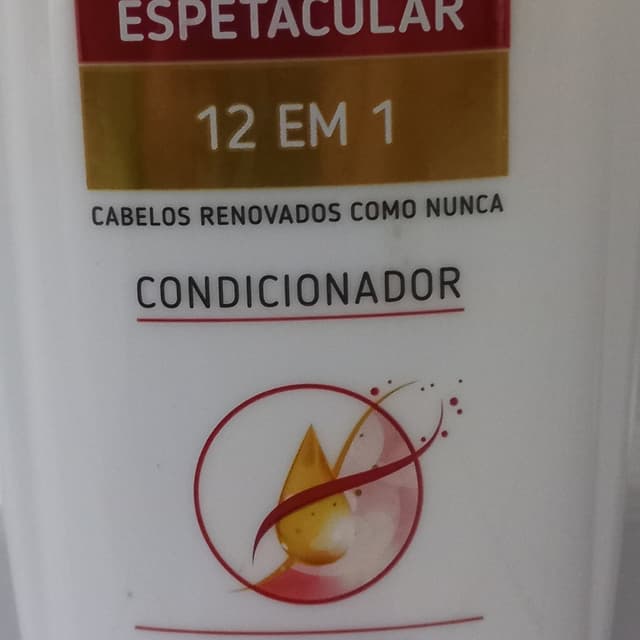 ESPETACULAR
12 EM 1
CABELOS RENOVADOS COMO NUNCA
CONDICIONADOR